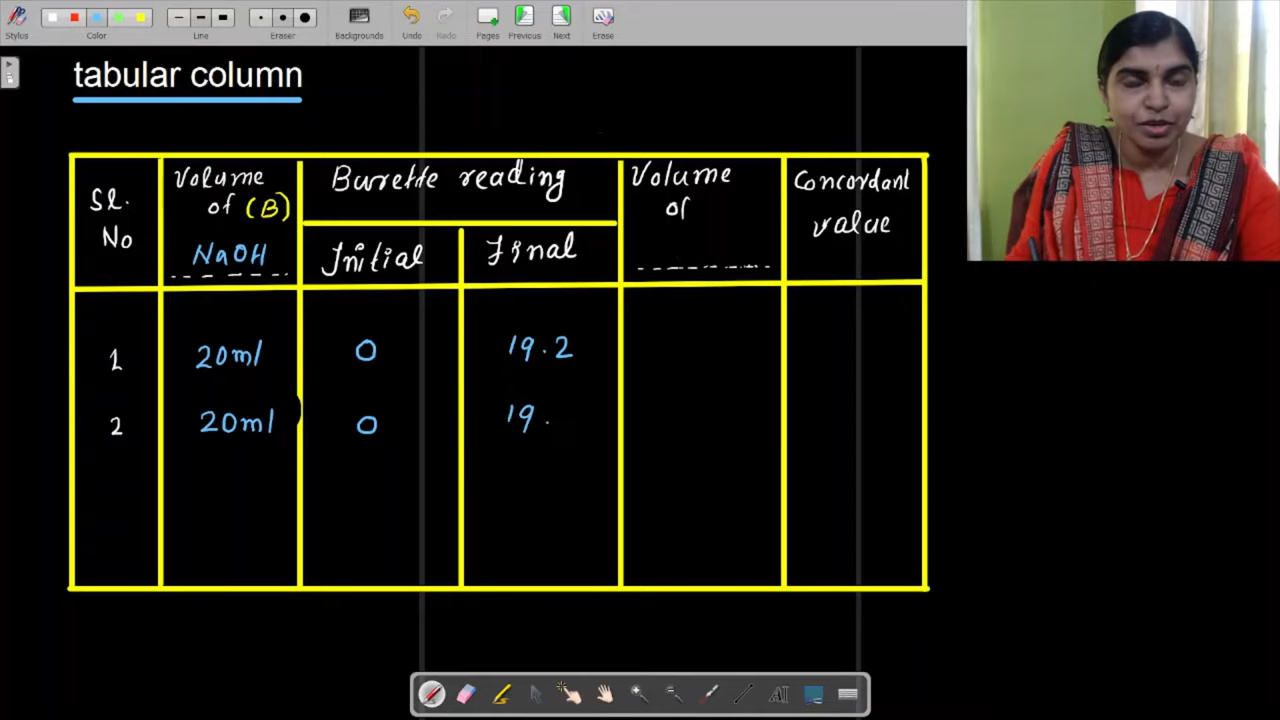 Stylus
Color
Line
Eraser
Backgrounds
Undo
Redo
Pages
Previous
Next
Erase
tabular column
Sl.
No
Volume
of (B)
NaOH
Burette reading
Initial
Final
Volume
of
Concordant
value
1 20ml 0 19.2
2 20ml 0 19.
AI